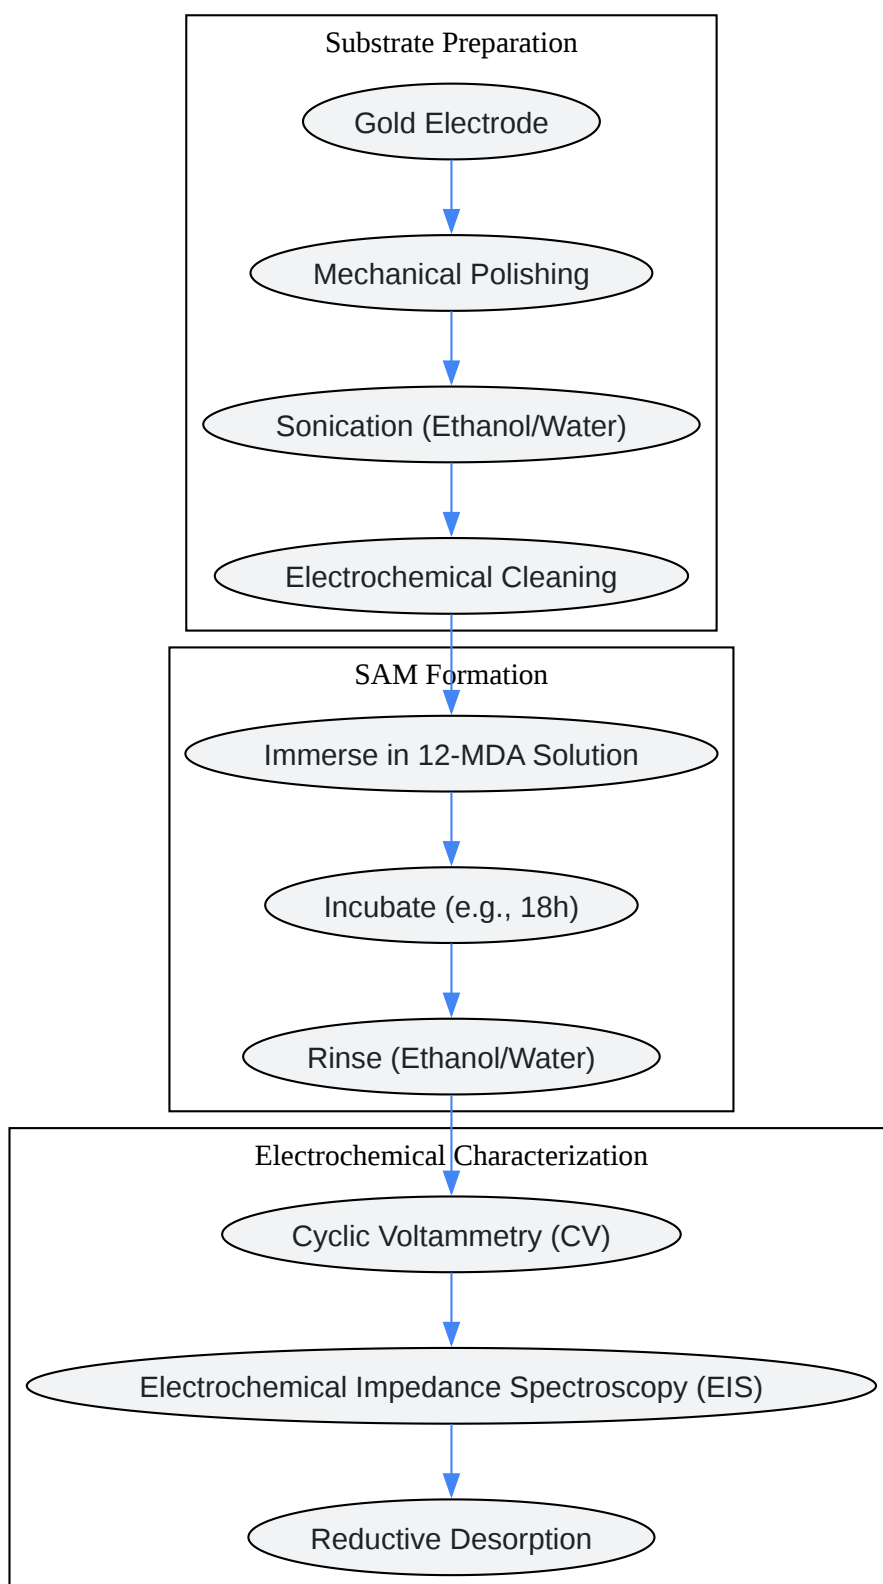 Substrate Preparation
Gold Electrode
Mechanical Polishing
Sonication (Ethanol/Water)
Electrochemical Cleaning
SAM Formation
Immerse in 12-MDA Solution
Incubate (e.g., 18h)
Rinse (Ethanol/Water)
Electrochemical Characterization
Cyclic Voltammetry (CV)
Electrochemical Impedance Spectroscopy (EIS)
Reductive Desorption